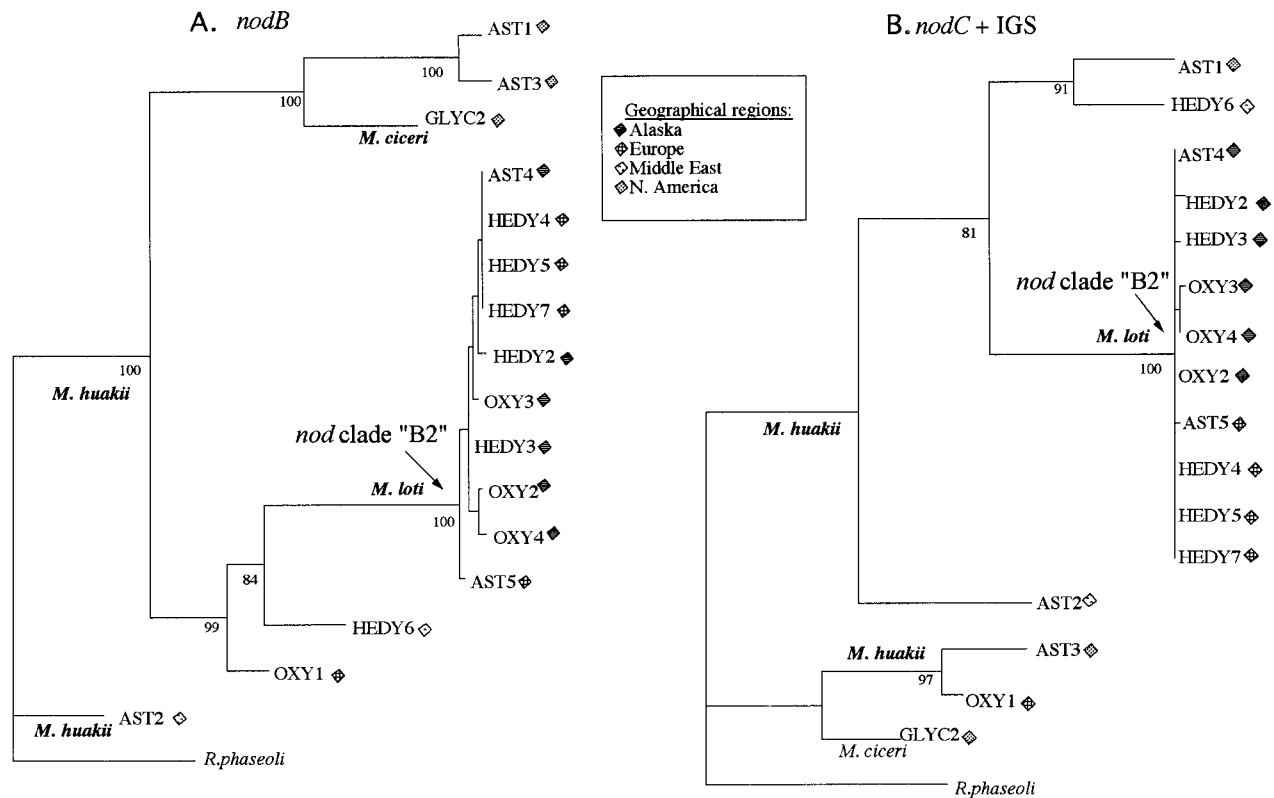 A. nodB
AST1
100
AST3
100
GLYC2
M. ciceri
AST4
HEDY4
HEDY5
HEDY7
HEDY2
100
M. huakii
OXY3
nod clade "B2"
HEDY3
M. loti
OXY2
100
OXY4
84
AST5
99
HEDY6
OXY1
AST2
M. huakii
R.phaseoli
Geographical regions:
Alaska
Europe
Middle East
N. America
B. nodC + IGS
AST1
91
HEDY6
AST4
HEDY2
81
HEDY3
nod clade "B2"
OXY3
M. loti
OXY4
100
OXY2
M. huakii
AST5
HEDY4
HEDY5
HEDY7
AST2
M. huakii
AST3
97
OXY1
GLYC2
M. ciceri
R.phaseoli